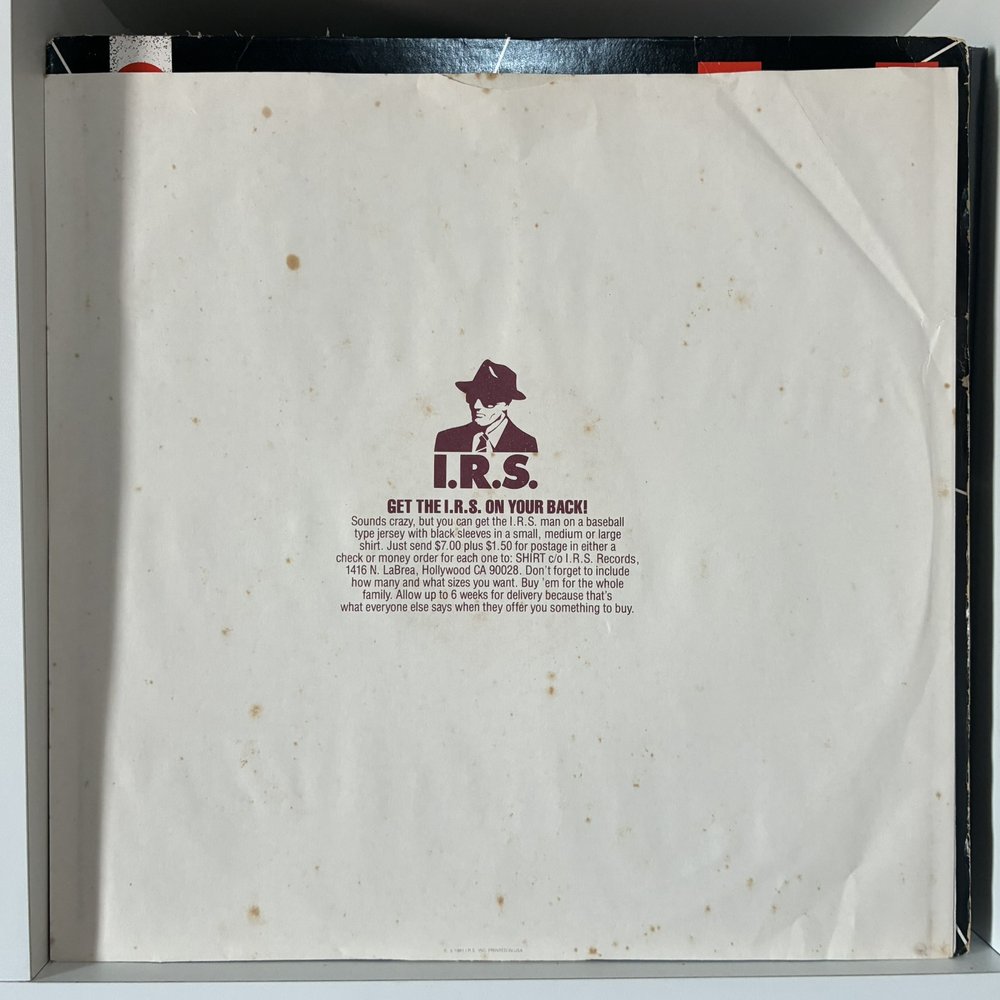 I.R.S.
GET THE I.R.S. ON YOUR BACK!
Sounds crazy, but you can get the I.R.S. man on a baseball
type jersey with black sleeves in a small, medium or large
shirt. Just send $7.00 plus $1.50 for postage in either a
check or money order for each one to: SHIRT c/o I.R.S. Records,
1416 N. LaBrea, Hollywood CA 90028. Don't forget to include
how many and what sizes you want. Buy 'em for the whole
family. Allow up to 6 weeks for delivery because that's
what everyone else says when they offer you something to buy.
I.R.S. INC. PRINTED IN USA